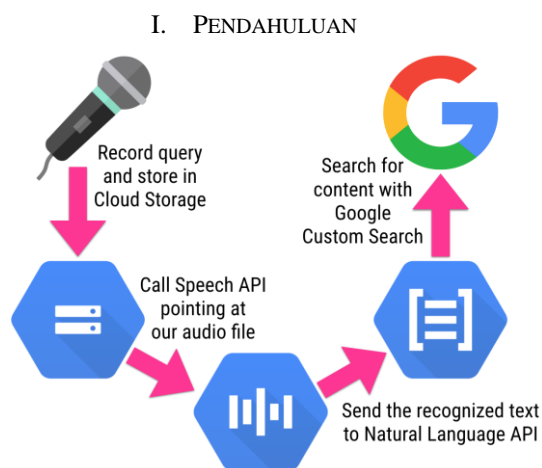 I. PENDAHULUAN
Record query
and store in
Cloud Storage
Call Speech API
pointing at
our audio file
Send the recognized text
to Natural Language API
Search for
content with
Google
Custom Search